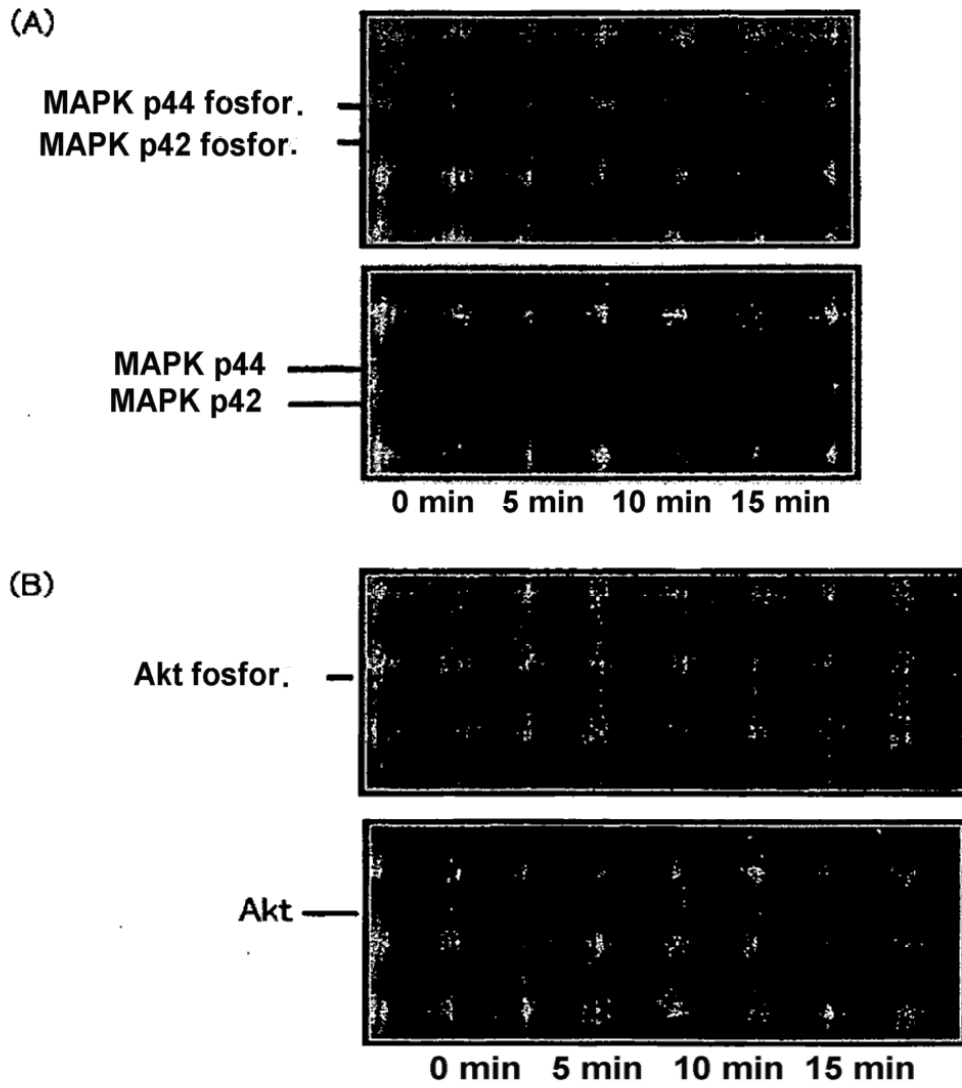 (A)
MAPK p44 fosfor.
MAPK p42 fosfor.
MAPK p44
MAPK p42
0 min 5 min 10 min 15 min
(B)
Akt fosfor.
Akt
0 min 5 min 10 min 15 min